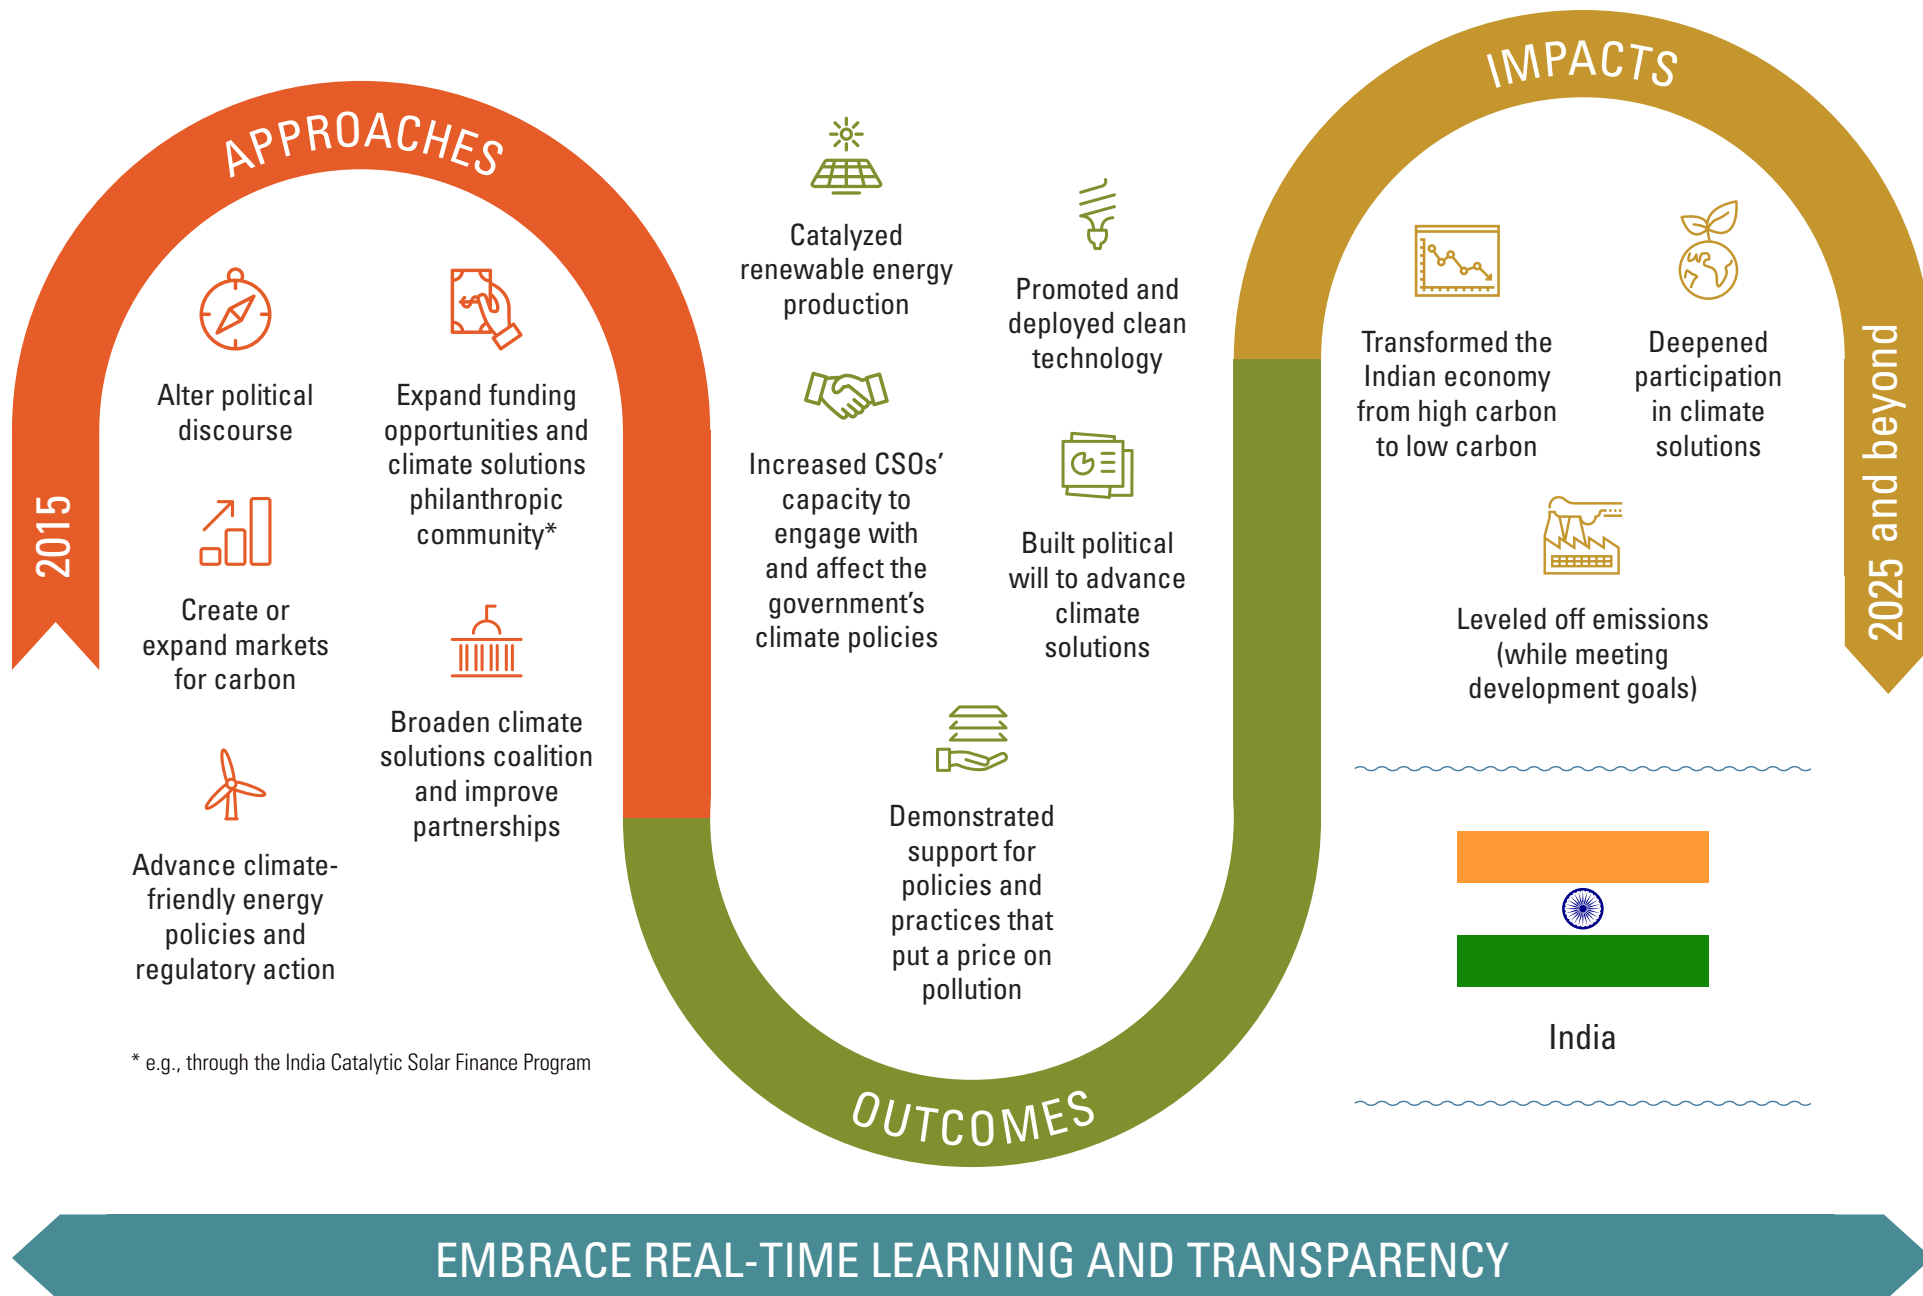 APPROACHES
2015
Alter political
discourse
Create or
expand markets
for carbon
Advance climate-
friendly energy
policies and
regulatory action
Expand funding
opportunities and
climate solutions
philanthropic
community*
Broaden climate
solutions coalition
and improve
partnerships
* e.g., through the India Catalytic Solar Finance Program
Catalyzed
renewable energy
production
Increased CSOs’
capacity to
engage with
and affect the
government’s
climate policies
Promoted and
deployed clean
technology
Built political
will to advance
climate
solutions
Demonstrated
support for
policies and
practices that
put a price on
pollution
OUTCOMES
IMPACTS
Transformed the
Indian economy
from high carbon
to low carbon
Deepened
participation
in climate
solutions
Leveled off emissions
(while meeting
development goals)
2025 and beyond
India
EMBRACE REAL-TIME LEARNING AND TRANSPARENCY